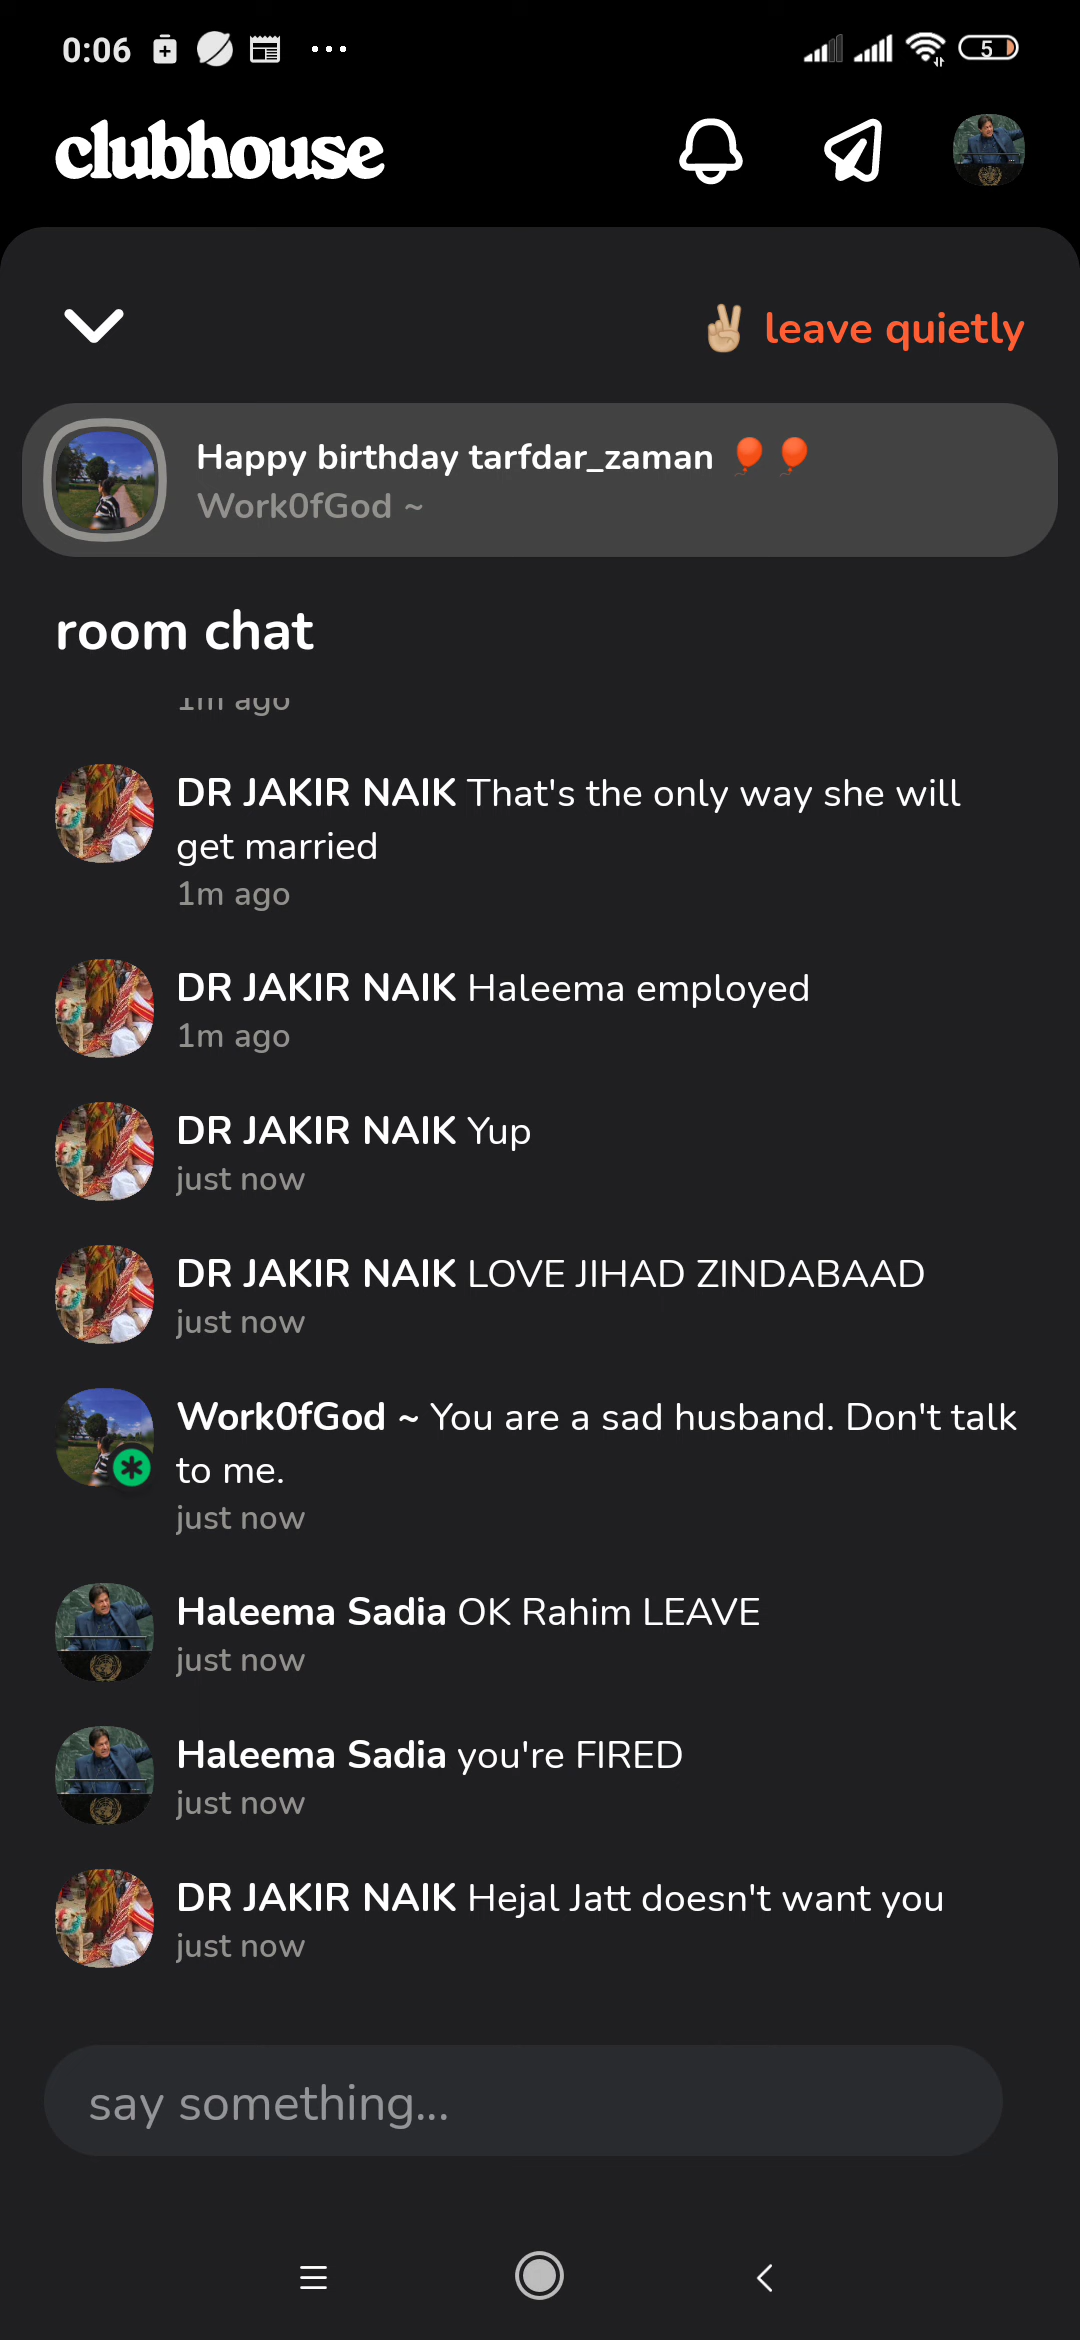 0:06
5
clubhouse
leave quietly
Happy birthday tarfdar_zaman 🎈🎈
Work0fGod ~
room chat
1m ago
DR JAKIR NAIK That's the only way she will
get married
1m ago
DR JAKIR NAIK Haleema employed
1m ago
DR JAKIR NAIK Yup
just now
DR JAKIR NAIK LOVE JIHAD ZINDABAAD
just now
Work0fGod ~ You are a sad husband. Don't talk
to me.
just now
Haleema Sadia OK Rahim LEAVE
just now
Haleema Sadia you're FIRED
just now
DR JAKIR NAIK Hejal Jatt doesn't want you
just now
say something...